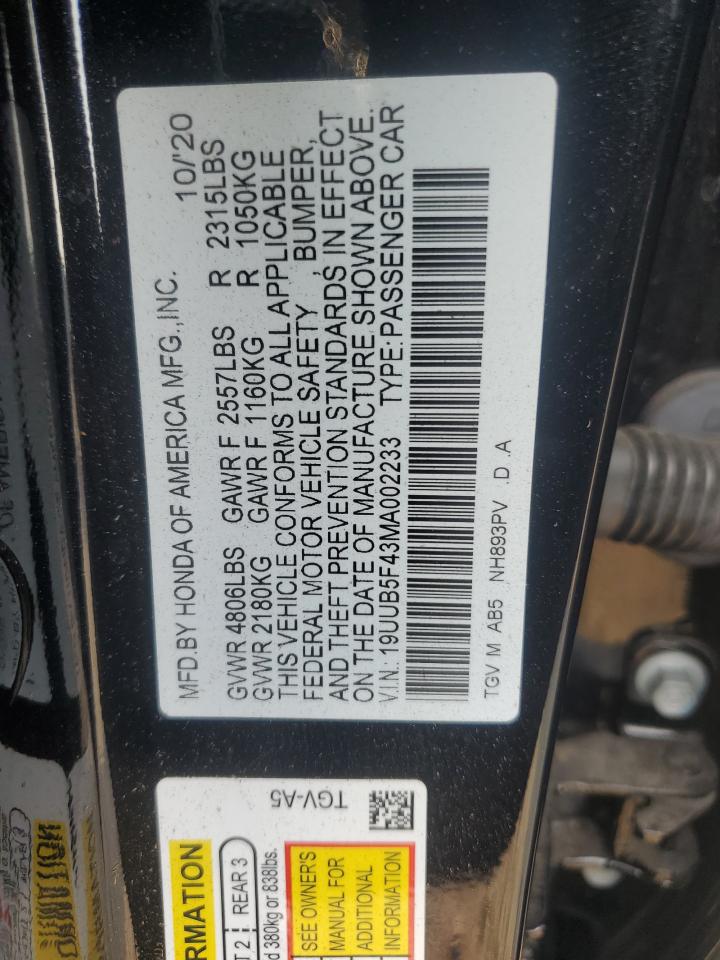 MFD.BY HONDA OF AMERICA MFG.,INC. 10/'20
GVWR 4806LBS GAWR F 2557LBS R 2315LBS
GVWR 2180KG GAWR F 1160KG R 1050KG
THIS VEHICLE CONFORMS TO ALL APPLICABLE
FEDERAL MOTOR VEHICLE SAFETY , BUMPER,
AND THEFT PREVENTION STANDARDS IN EFFECT
ON THE DATE OF MANUFACTURE SHOWN ABOVE.
V.I.N.: 19UUB5F43MA002233 TYPE: PASSENGER CAR
TGV M AB5 NH893PV .D .A
TGV-A5
RMATION
T 2 REAR 3
d 380kg or 838lbs.
SEE OWNER'S
MANUAL FOR
ADDITIONAL
INFORMATION